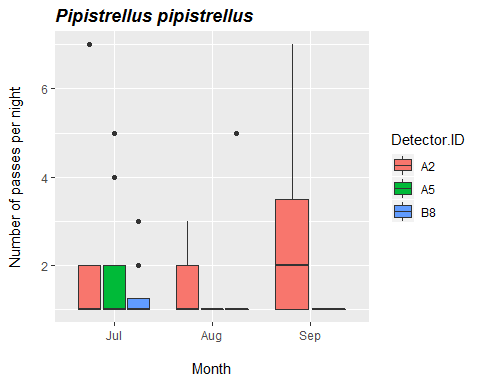 Pipistrellus pipistrellus
Number of passes per night
6
4
2
Jul Aug Sep
Month
Detector.ID
A2
A5
B8